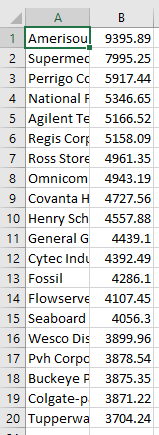 A B
1 Amerisou 9395.89
2 Supermed 7995.25
3 Perrigo Co 5917.44
4 National F 5346.65
5 Agilent Te 5166.52
6 Regis Corp 5158.09
7 Ross Store 4961.35
8 Omnicom 4943.19
9 Covanta H 4727.56
10 Henry Sch 4557.88
11 General G 4439.1
12 Cytec Indu 4392.49
13 Fossil 4286.1
14 Flowserve 4107.45
15 Seaboard 4056.3
16 Wesco Dis 3899.96
17 Pvh Corpo 3878.54
18 Buckeye P 3875.35
19 Colgate-pa 3871.22
20 Tupperwa 3704.24